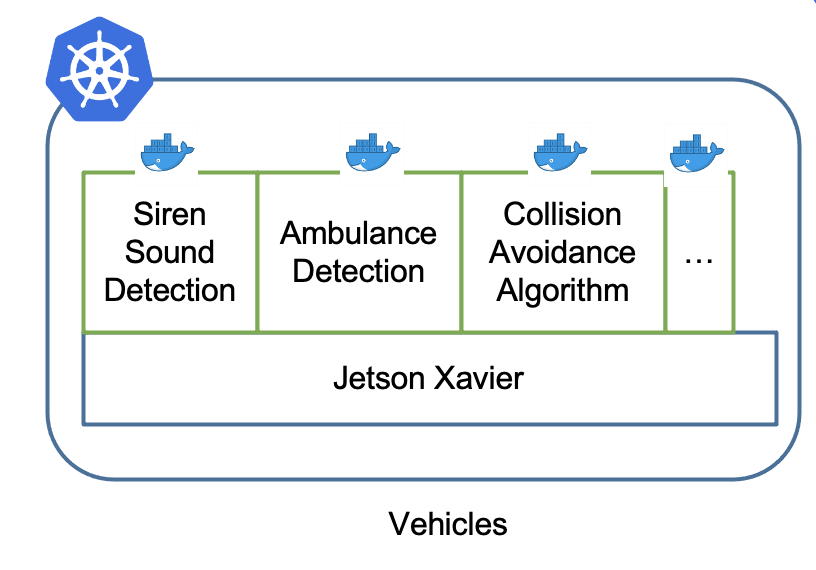 Siren
Sound
Detection
Ambulance
Detection
Collision
Avoidance
Algorithm
...
Jetson Xavier
Vehicles